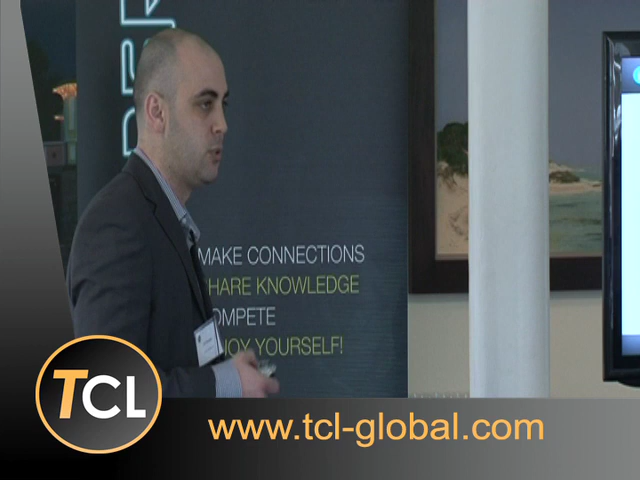 MAKE CONNECTIONS
HARE KNOWLEDGE
OMPETE
JOY YOURSELF!
TCL
www.tcl-global.com